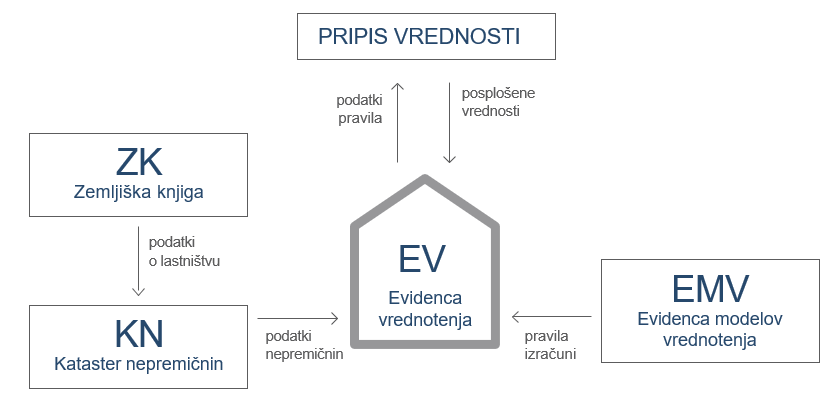 PRIPIS VREDNOSTI
podatki
pravila
posplošene
vrednosti
ZK
Zemljiška knjiga
podatki
o lastništvu
KN
Kataster nepremičnin
podatki
nepremičnin
EV
Evidenca
vrednotenja
pravila
izračuni
EMV
Evidenca modelov
vrednotenja